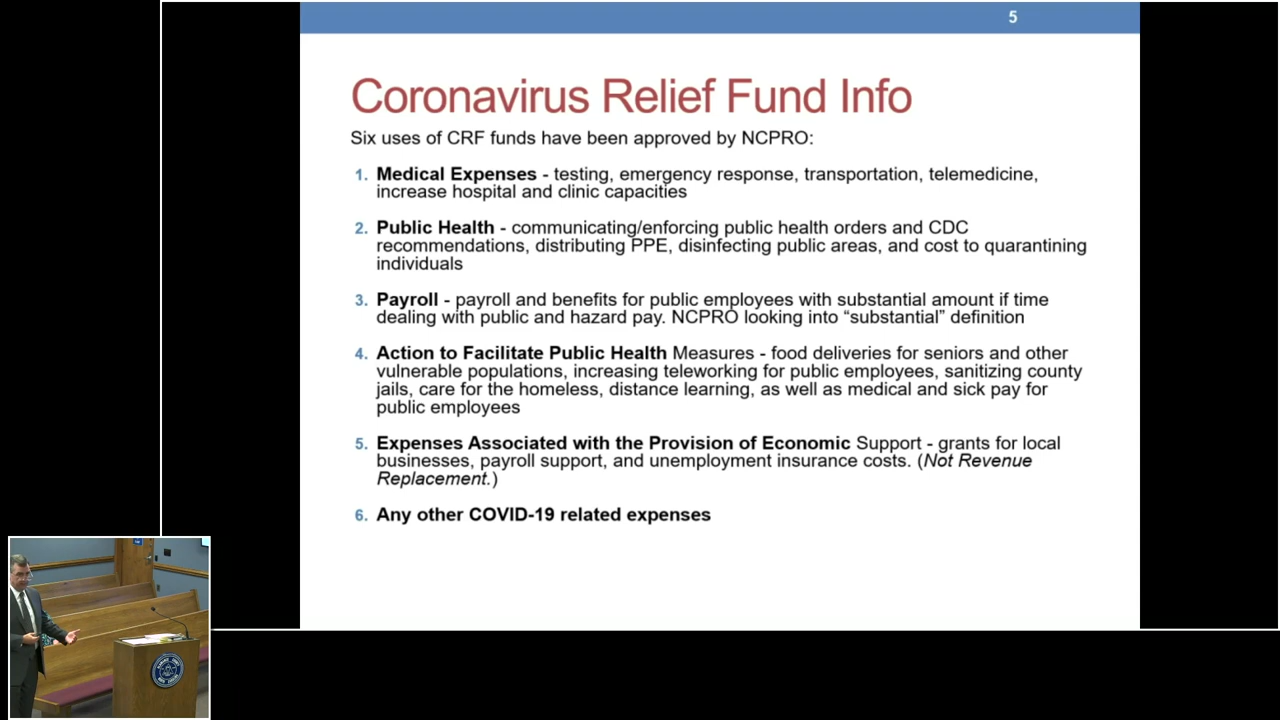 5
Coronavirus Relief Fund Info
Six uses of CRF funds have been approved by NCPRO:
1. Medical Expenses - testing, emergency response, transportation, telemedicine,
increase hospital and clinic capacities
2. Public Health - communicating/enforcing public health orders and CDC
recommendations, distributing PPE, disinfecting public areas, and cost to quarantining
individuals
3. Payroll - payroll and benefits for public employees with substantial amount if time
dealing with public and hazard pay. NCPRO looking into “substantial” definition
4. Action to Facilitate Public Health Measures - food deliveries for seniors and other
vulnerable populations, increasing teleworking for public employees, sanitizing county
jails, care for the homeless, distance learning, as well as medical and sick pay for
public employees
5. Expenses Associated with the Provision of Economic Support - grants for local
businesses, payroll support, and unemployment insurance costs. (Not Revenue
Replacement.)
6. Any other COVID-19 related expenses